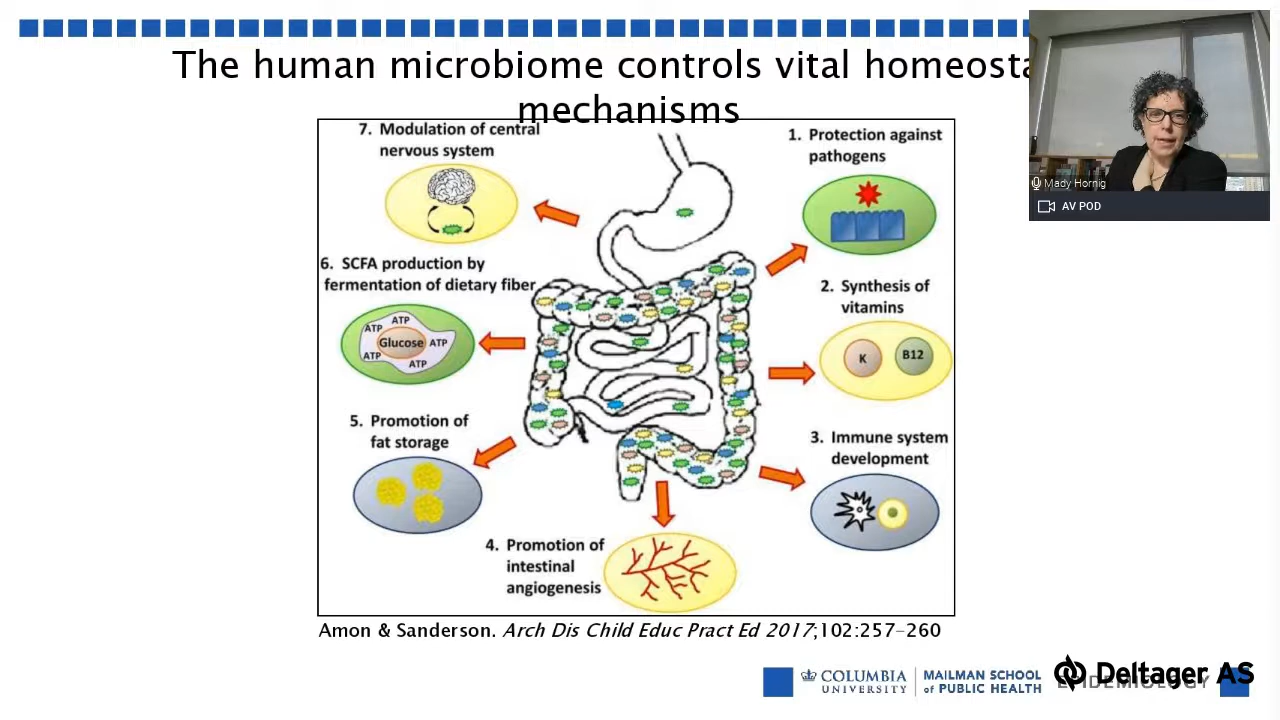 The human microbiome controls vital homeosta
mechanisms
7. Modulation of central
nervous system
1. Protection against
pathogens
6. SCFA production by
fermentation of dietary fiber
ATP
ATP
Glucose
ATP
ATP
ATP
2. Synthesis of
vitamins
K
B12
5. Promotion of
fat storage
3. Immune system
development
4. Promotion of
intestinal
angiogenesis
Amon & Sanderson. Arch Dis Child Educ Pract Ed 2017;102:257–260
Mady Hornig
AV POD
COLUMBIA
UNIVERSITY
MAILMAN SCHOOL
of PUBLIC HEALTH
EPIDEMIOLOGY
Deltager AS